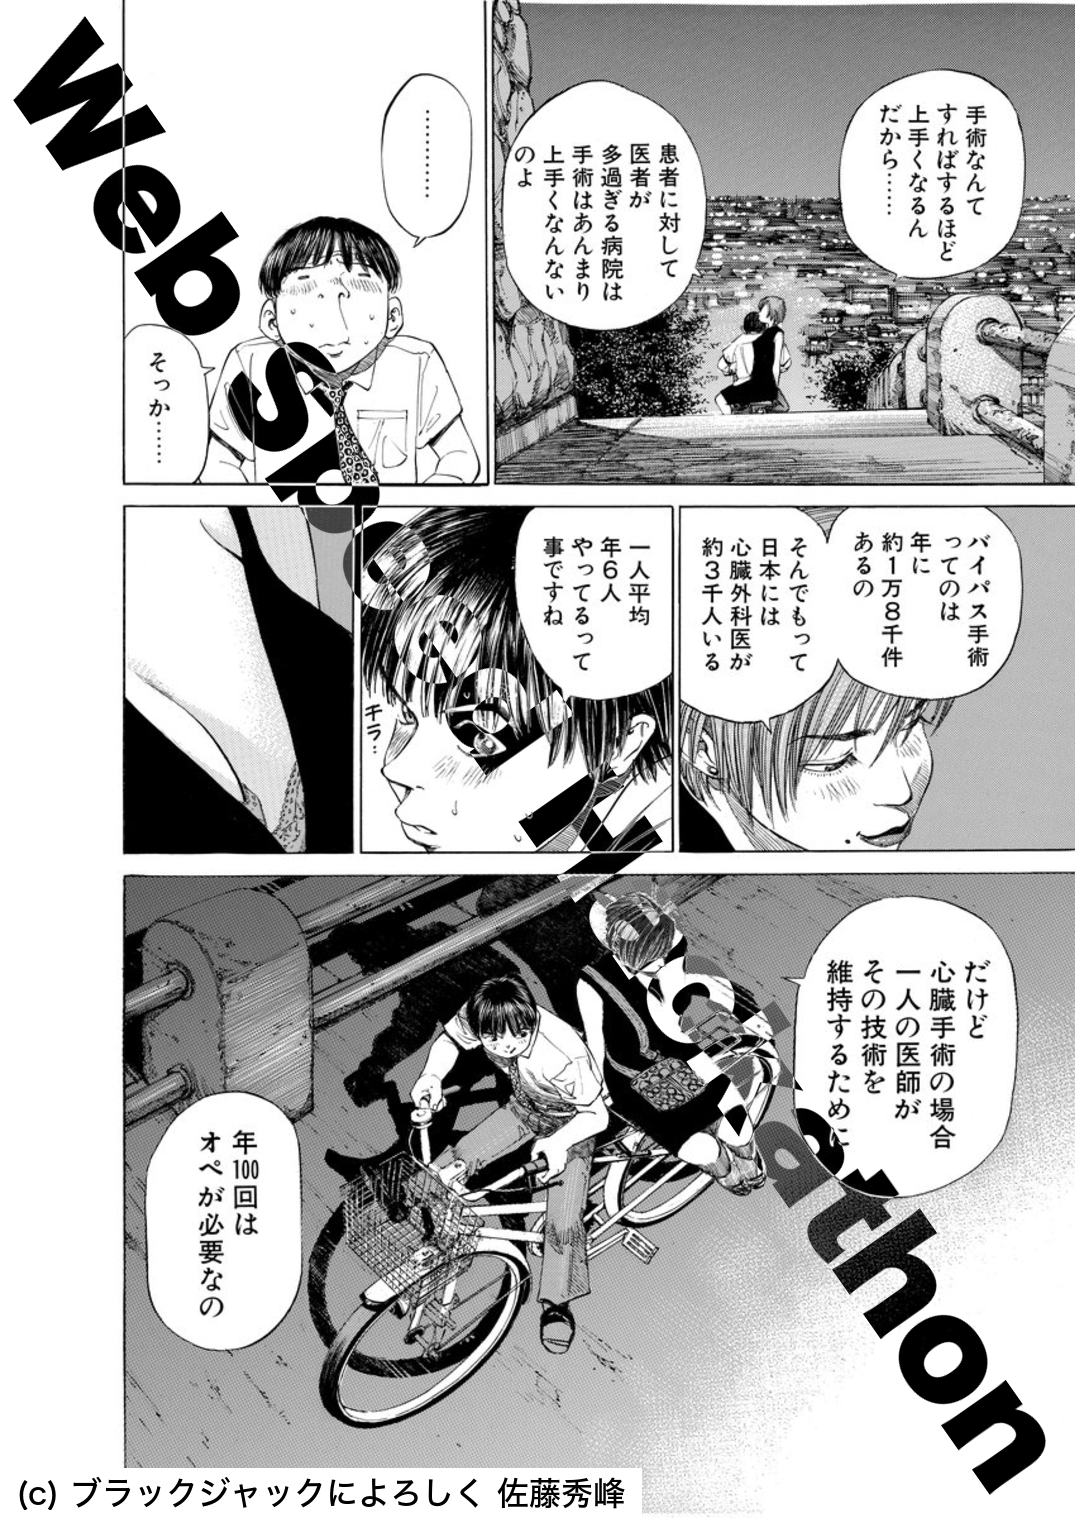 手術なんて
すればするほど
上手くなるん
だから……
患者に対して
医者が
多過ぎる病院は
手術はあんまり
上手くなんない
のよ
…………
そっか……
バイパス手術
ってのは
年に
約1万8千件
あるの
そんでもって
日本には
心臓外科医が
約3千人いる
一人平均
年6人
やってるって
事ですね
キラ…
だけど
心臓手術の場合
一人の医師が
その技術を
維持するために
年100回は
オペが必要なの
Web Spe
(c) ブラックジャックによろしく 佐藤秀峰